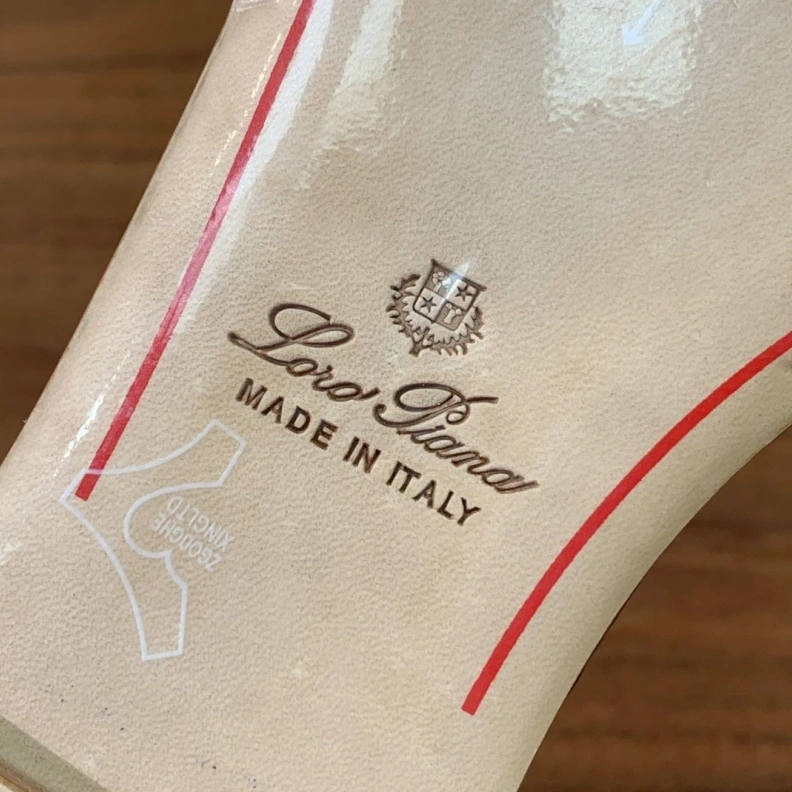 Loro Piana
MADE IN ITALY
ZGODGHE
XINGLTD